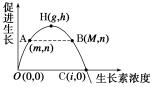 促进生长
H(g,h)
A
(m,n)
B(M,n)
O(0,0)
C(i,0)
生长素浓度